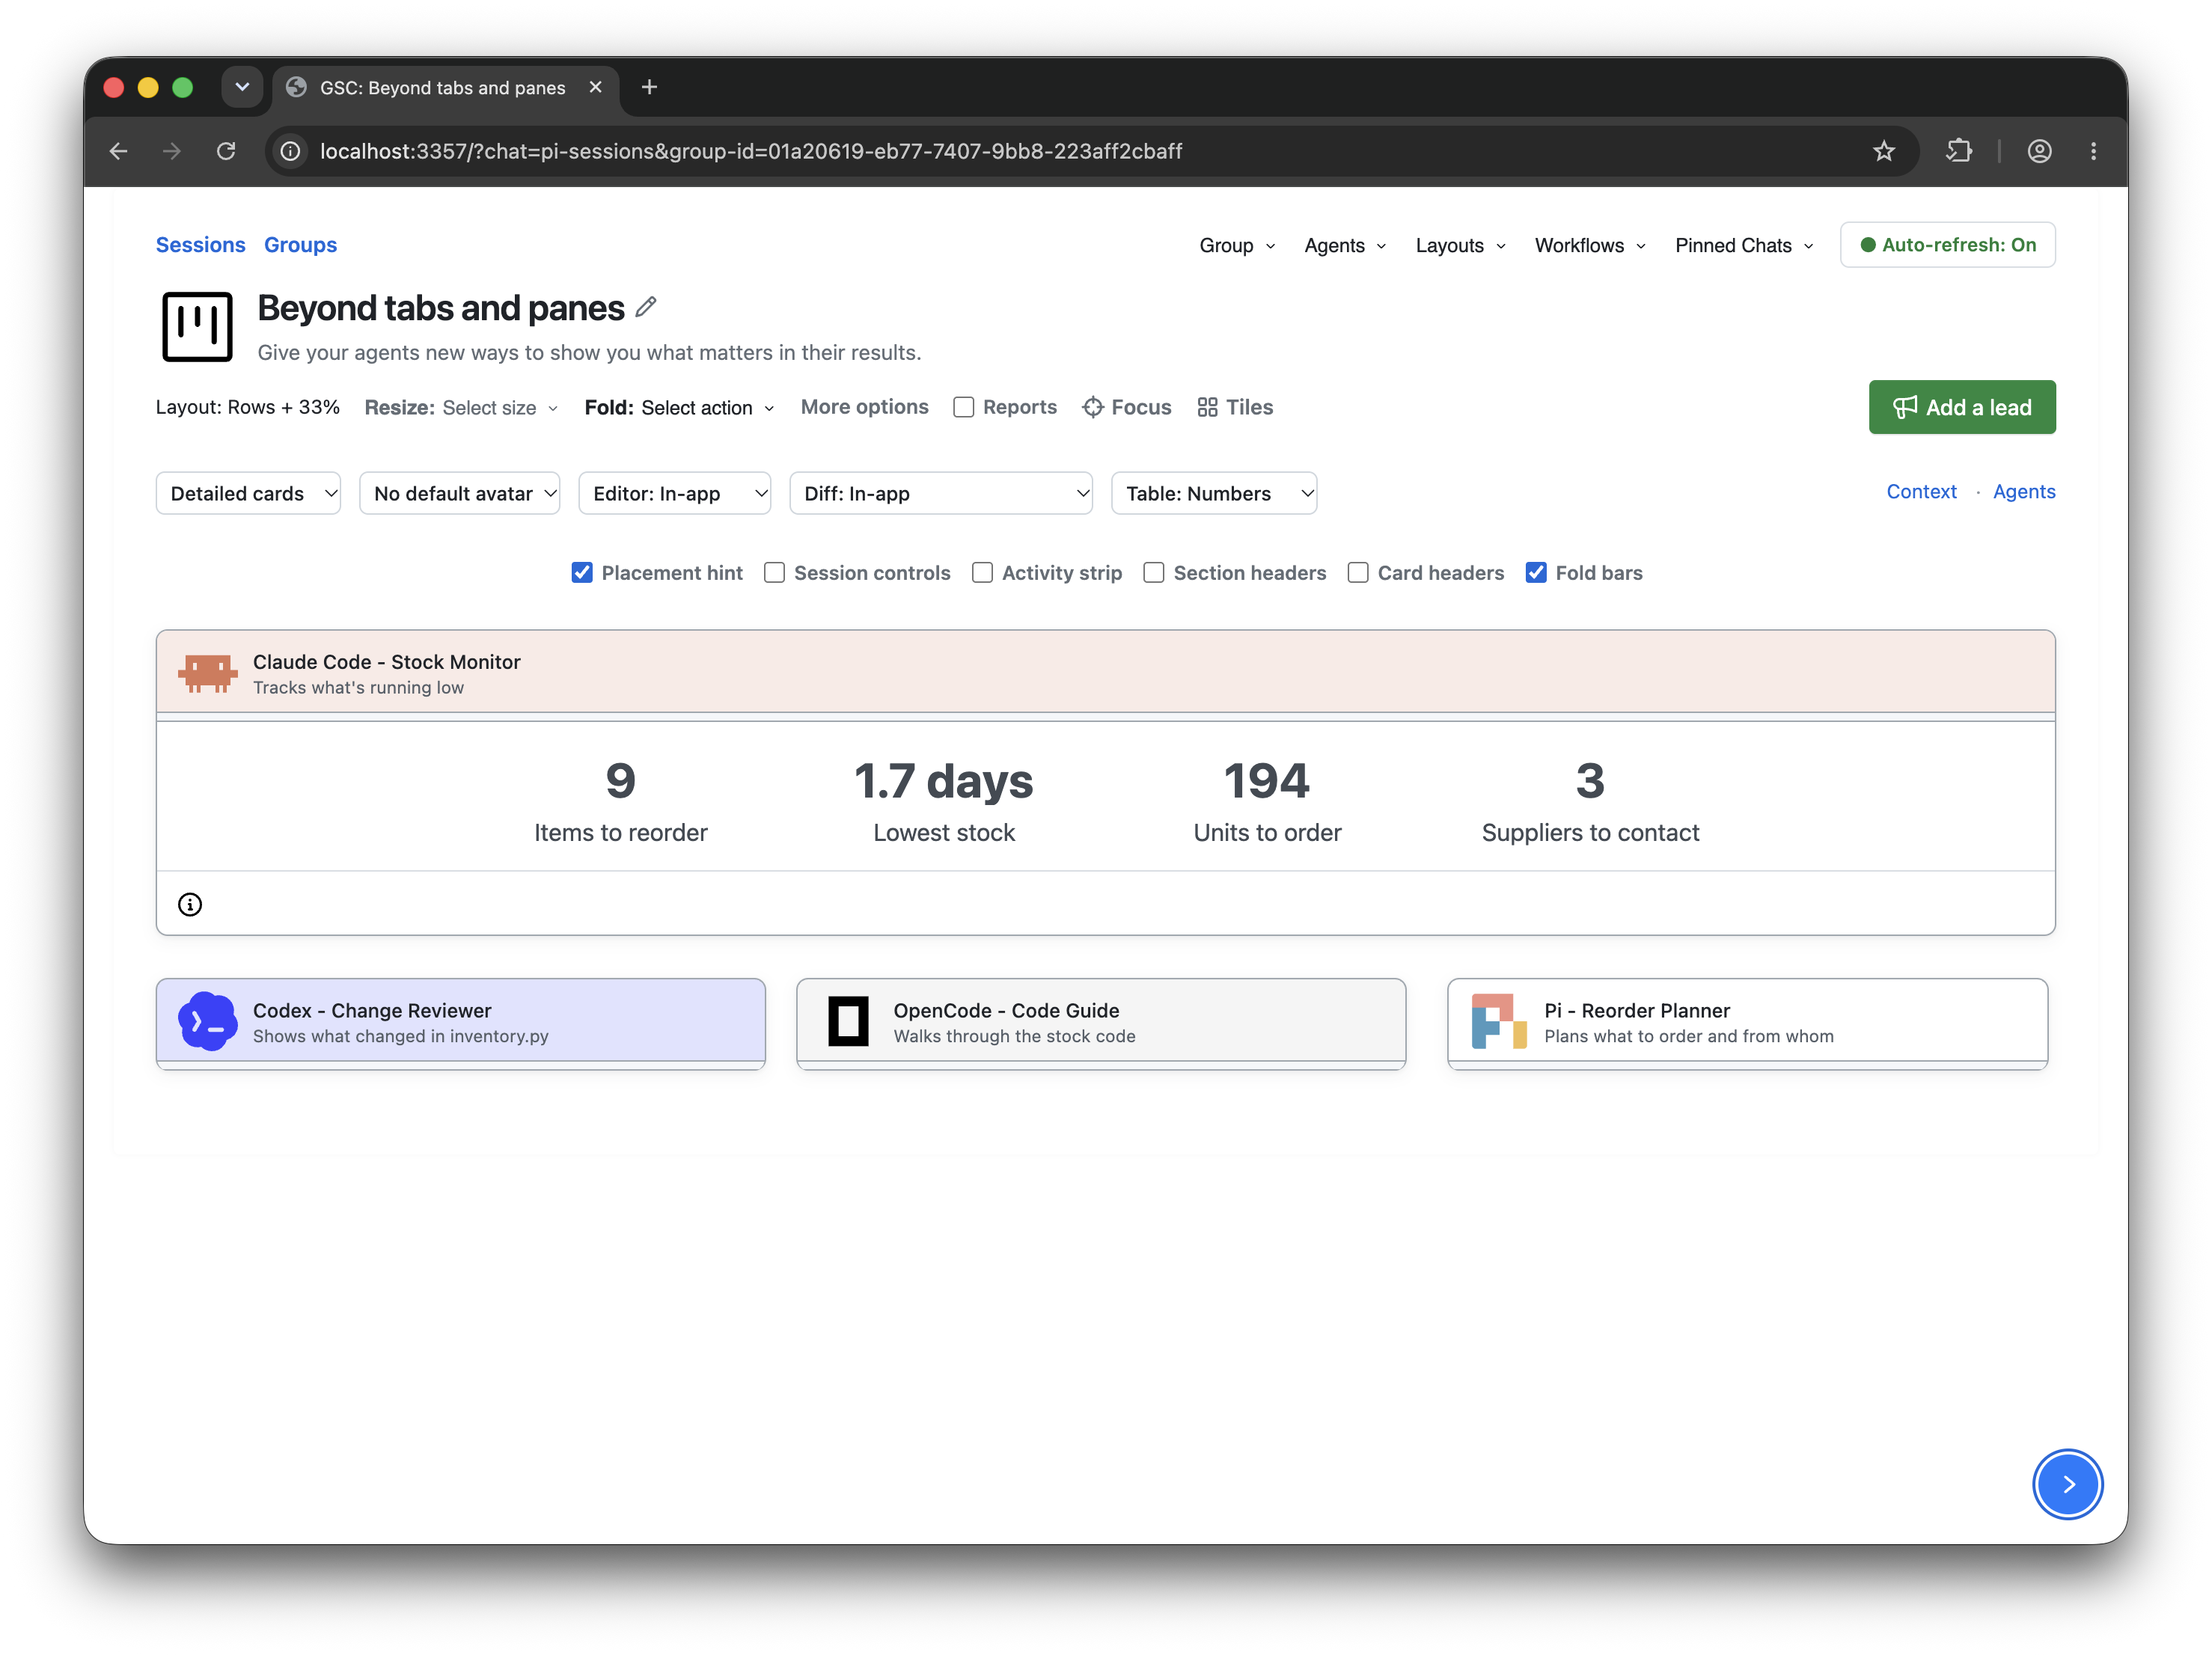 GSC: Beyond tabs and panes
localhost:3357/?chat=pi-sessions&group-id=01a20619-eb77-7407-9bb8-223aff2cbaff
Sessions Groups Group Agents Layouts Workflows Pinned Chats Auto-refresh: On
Beyond tabs and panes
Give your agents new ways to show you what matters in their results.
Layout: Rows + 33% Resize: Select size Fold: Select action More options Reports Focus Tiles Add a lead
Detailed cards No default avatar Editor: In-app Diff: In-app Table: Numbers Context · Agents
Placement hint Session controls Activity strip Section headers Card headers Fold bars
Claude Code - Stock Monitor
Tracks what's running low
9 1.7 days 194 3
Items to reorder Lowest stock Units to order Suppliers to contact
Codex - Change Reviewer OpenCode - Code Guide Pi - Reorder Planner
Shows what changed in inventory.py Walks through the stock code Plans what to order and from whom